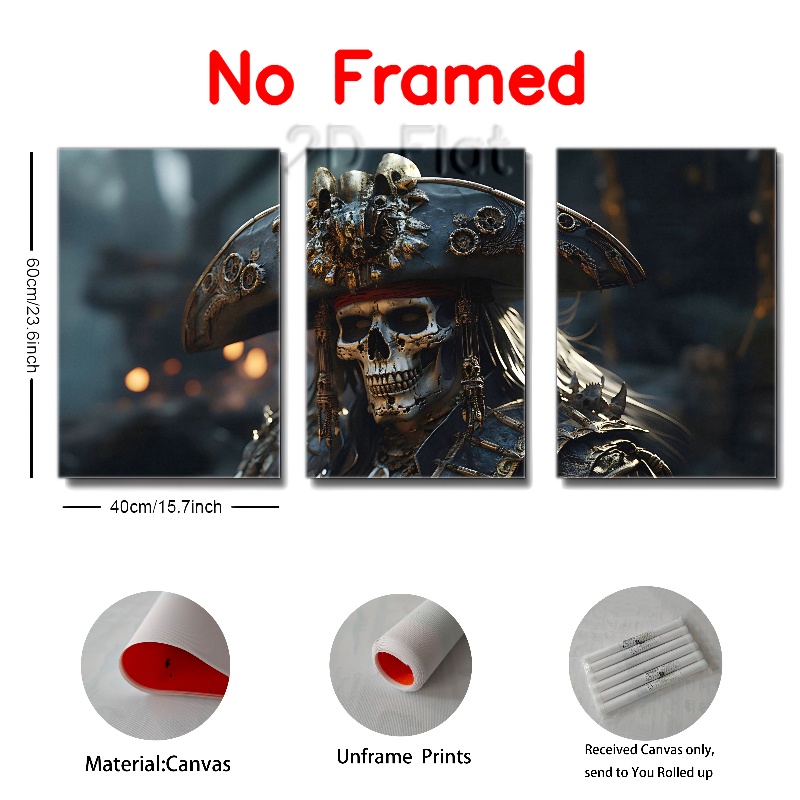 No Framed
2D Flat
60cm/23.6inch
40cm/15.7inch
Material:Canvas
Unframe Prints
Received Canvas only,
send to You Rolled up